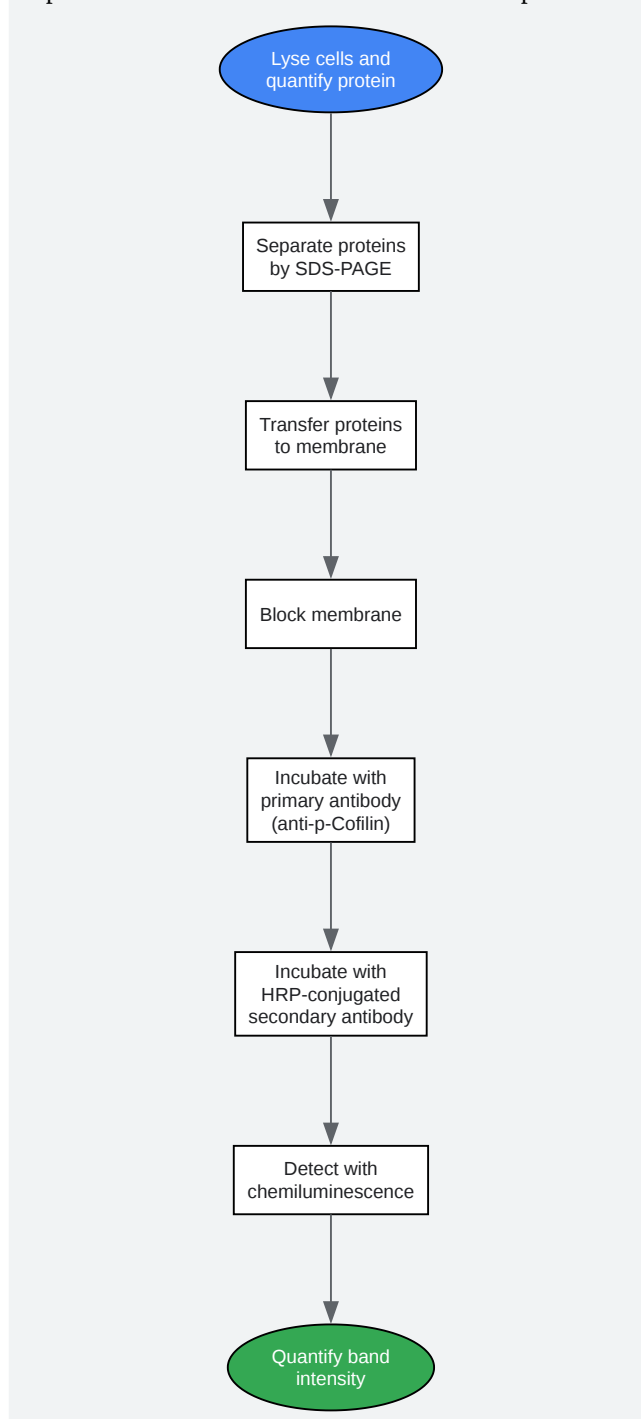 Lyse cells and
quantify protein
Separate proteins
by SDS-PAGE
Transfer proteins
to membrane
Block membrane
Incubate with
primary antibody
(anti-p-Cofilin)
Incubate with
HRP-conjugated
secondary antibody
Detect with
chemiluminescence
Quantify band
intensity